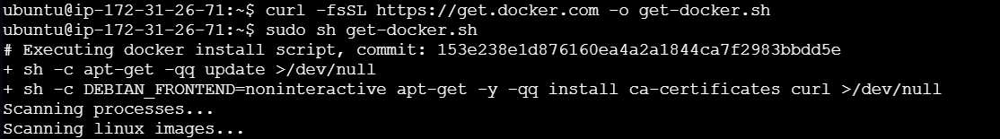 ubuntu@ip-172-31-26-71:~$ curl -fsSL https://get.docker.com -o get-docker.sh
ubuntu@ip-172-31-26-71:~$ sudo sh get-docker.sh
# Executing docker install script, commit: 153e238e1d876160ea4a2a1844ca7f2983bbdd5e
+ sh -c apt-get -qq update >/dev/null
+ sh -c DEBIAN_FRONTEND=noninteractive apt-get -y -qq install ca-certificates curl >/dev/null
Scanning processes...
Scanning linux images...